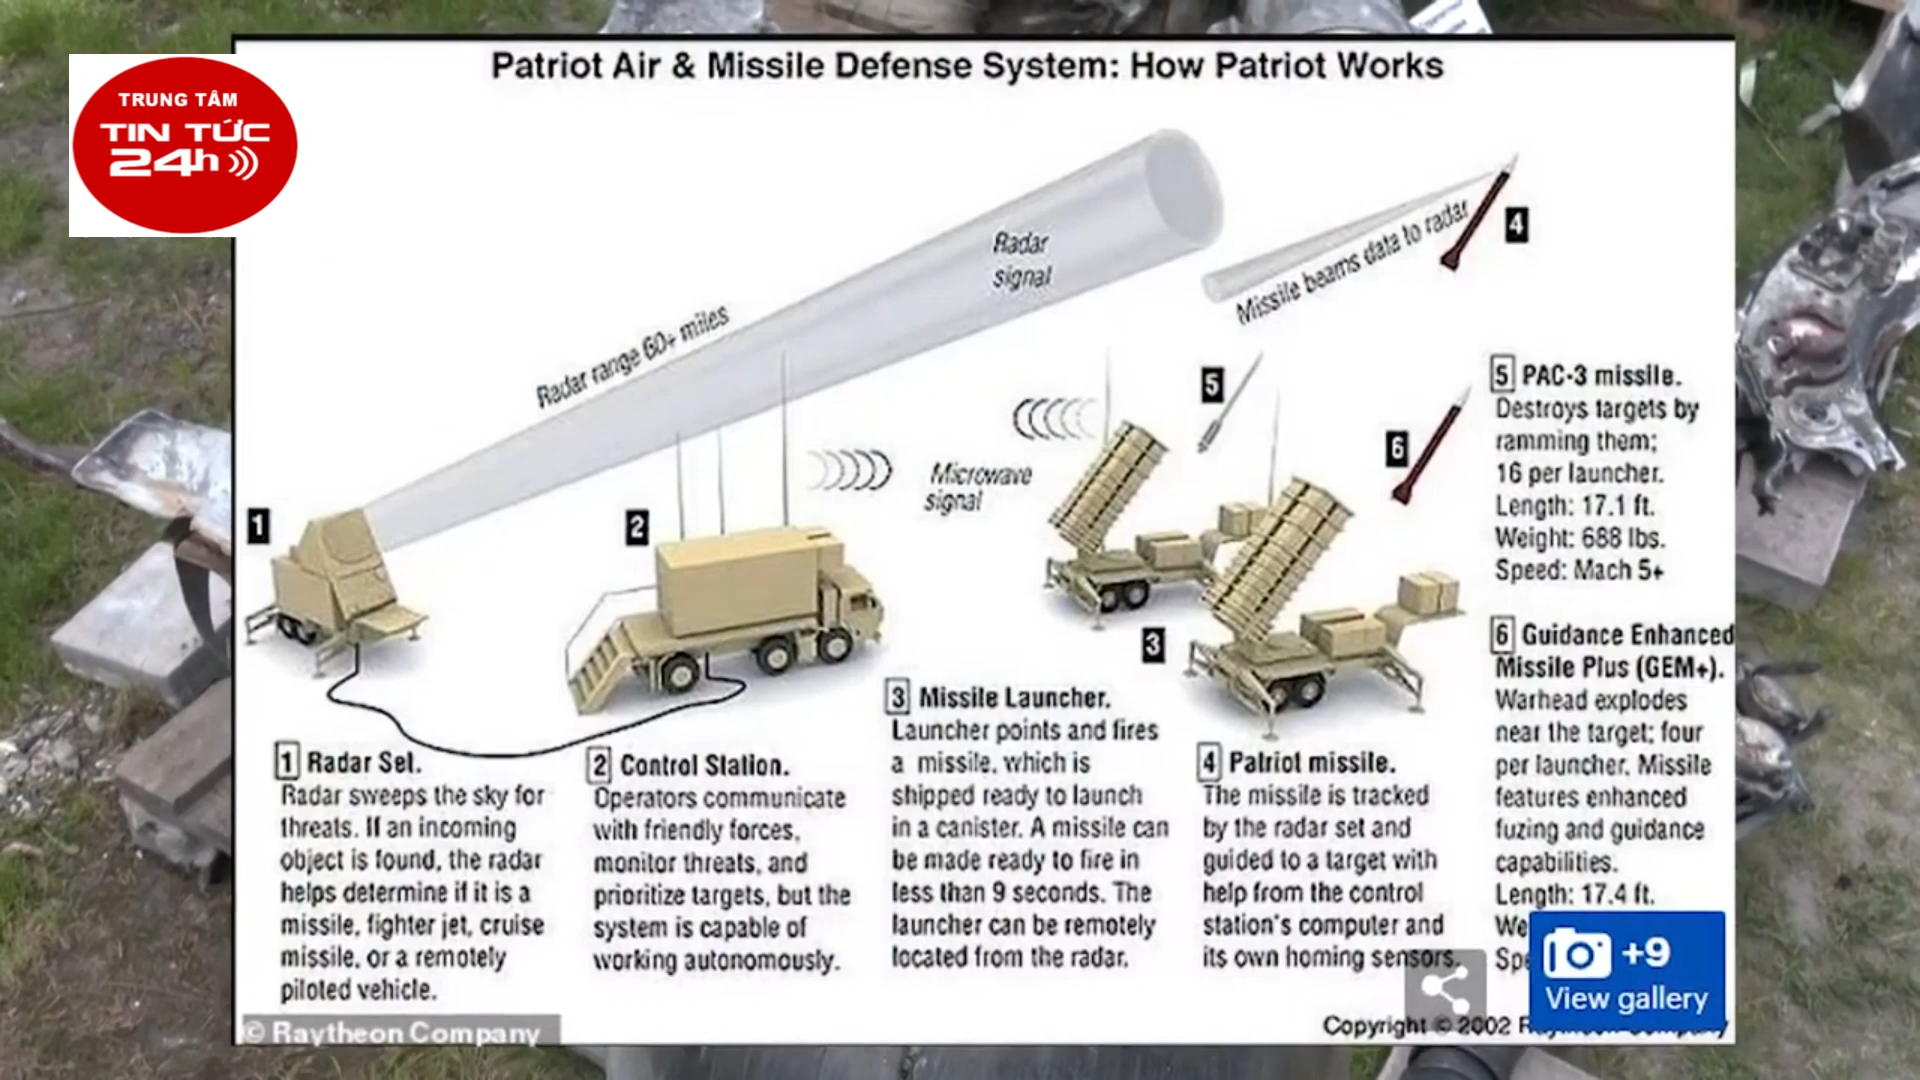 Patriot Air & Missile Defense System: How Patriot Works
TRUNG TÂM
TIN TỨC
24h
Radar
signal
Radar range 60+ miles
Missile beams data to radar
4
5
6
1
2
3
Microwave
signal
1 Radar Set.
Radar sweeps the sky for
threats. If an incoming
object is found, the radar
helps determine if it is a
missile, fighter jet, cruise
missile, or a remotely
piloted vehicle.
2 Control Station.
Operators communicate
with friendly forces,
monitor threats, and
prioritize targets, but the
system is capable of
working autonomously.
3 Missile Launcher.
Launcher points and fires
a missile, which is
shipped ready to launch
in a canister. A missile can
be made ready to fire in
less than 9 seconds. The
launcher can be remotely
located from the radar.
4 Patriot missile.
The missile is tracked
by the radar set and
guided to a target with
help from the control
station's computer and
its own homing sensors.
5 PAC-3 missile.
Destroys targets by
ramming them;
16 per launcher.
Length: 17.1 ft.
Weight: 688 lbs.
Speed: Mach 5+
6 Guidance Enhanced
Missile Plus (GEM+).
Warhead explodes
near the target; four
per launcher. Missile
features enhanced
fuzing and guidance
capabilities.
Length: 17.4 ft.
+9
View gallery
© Raytheon Company
Copyright © 2002